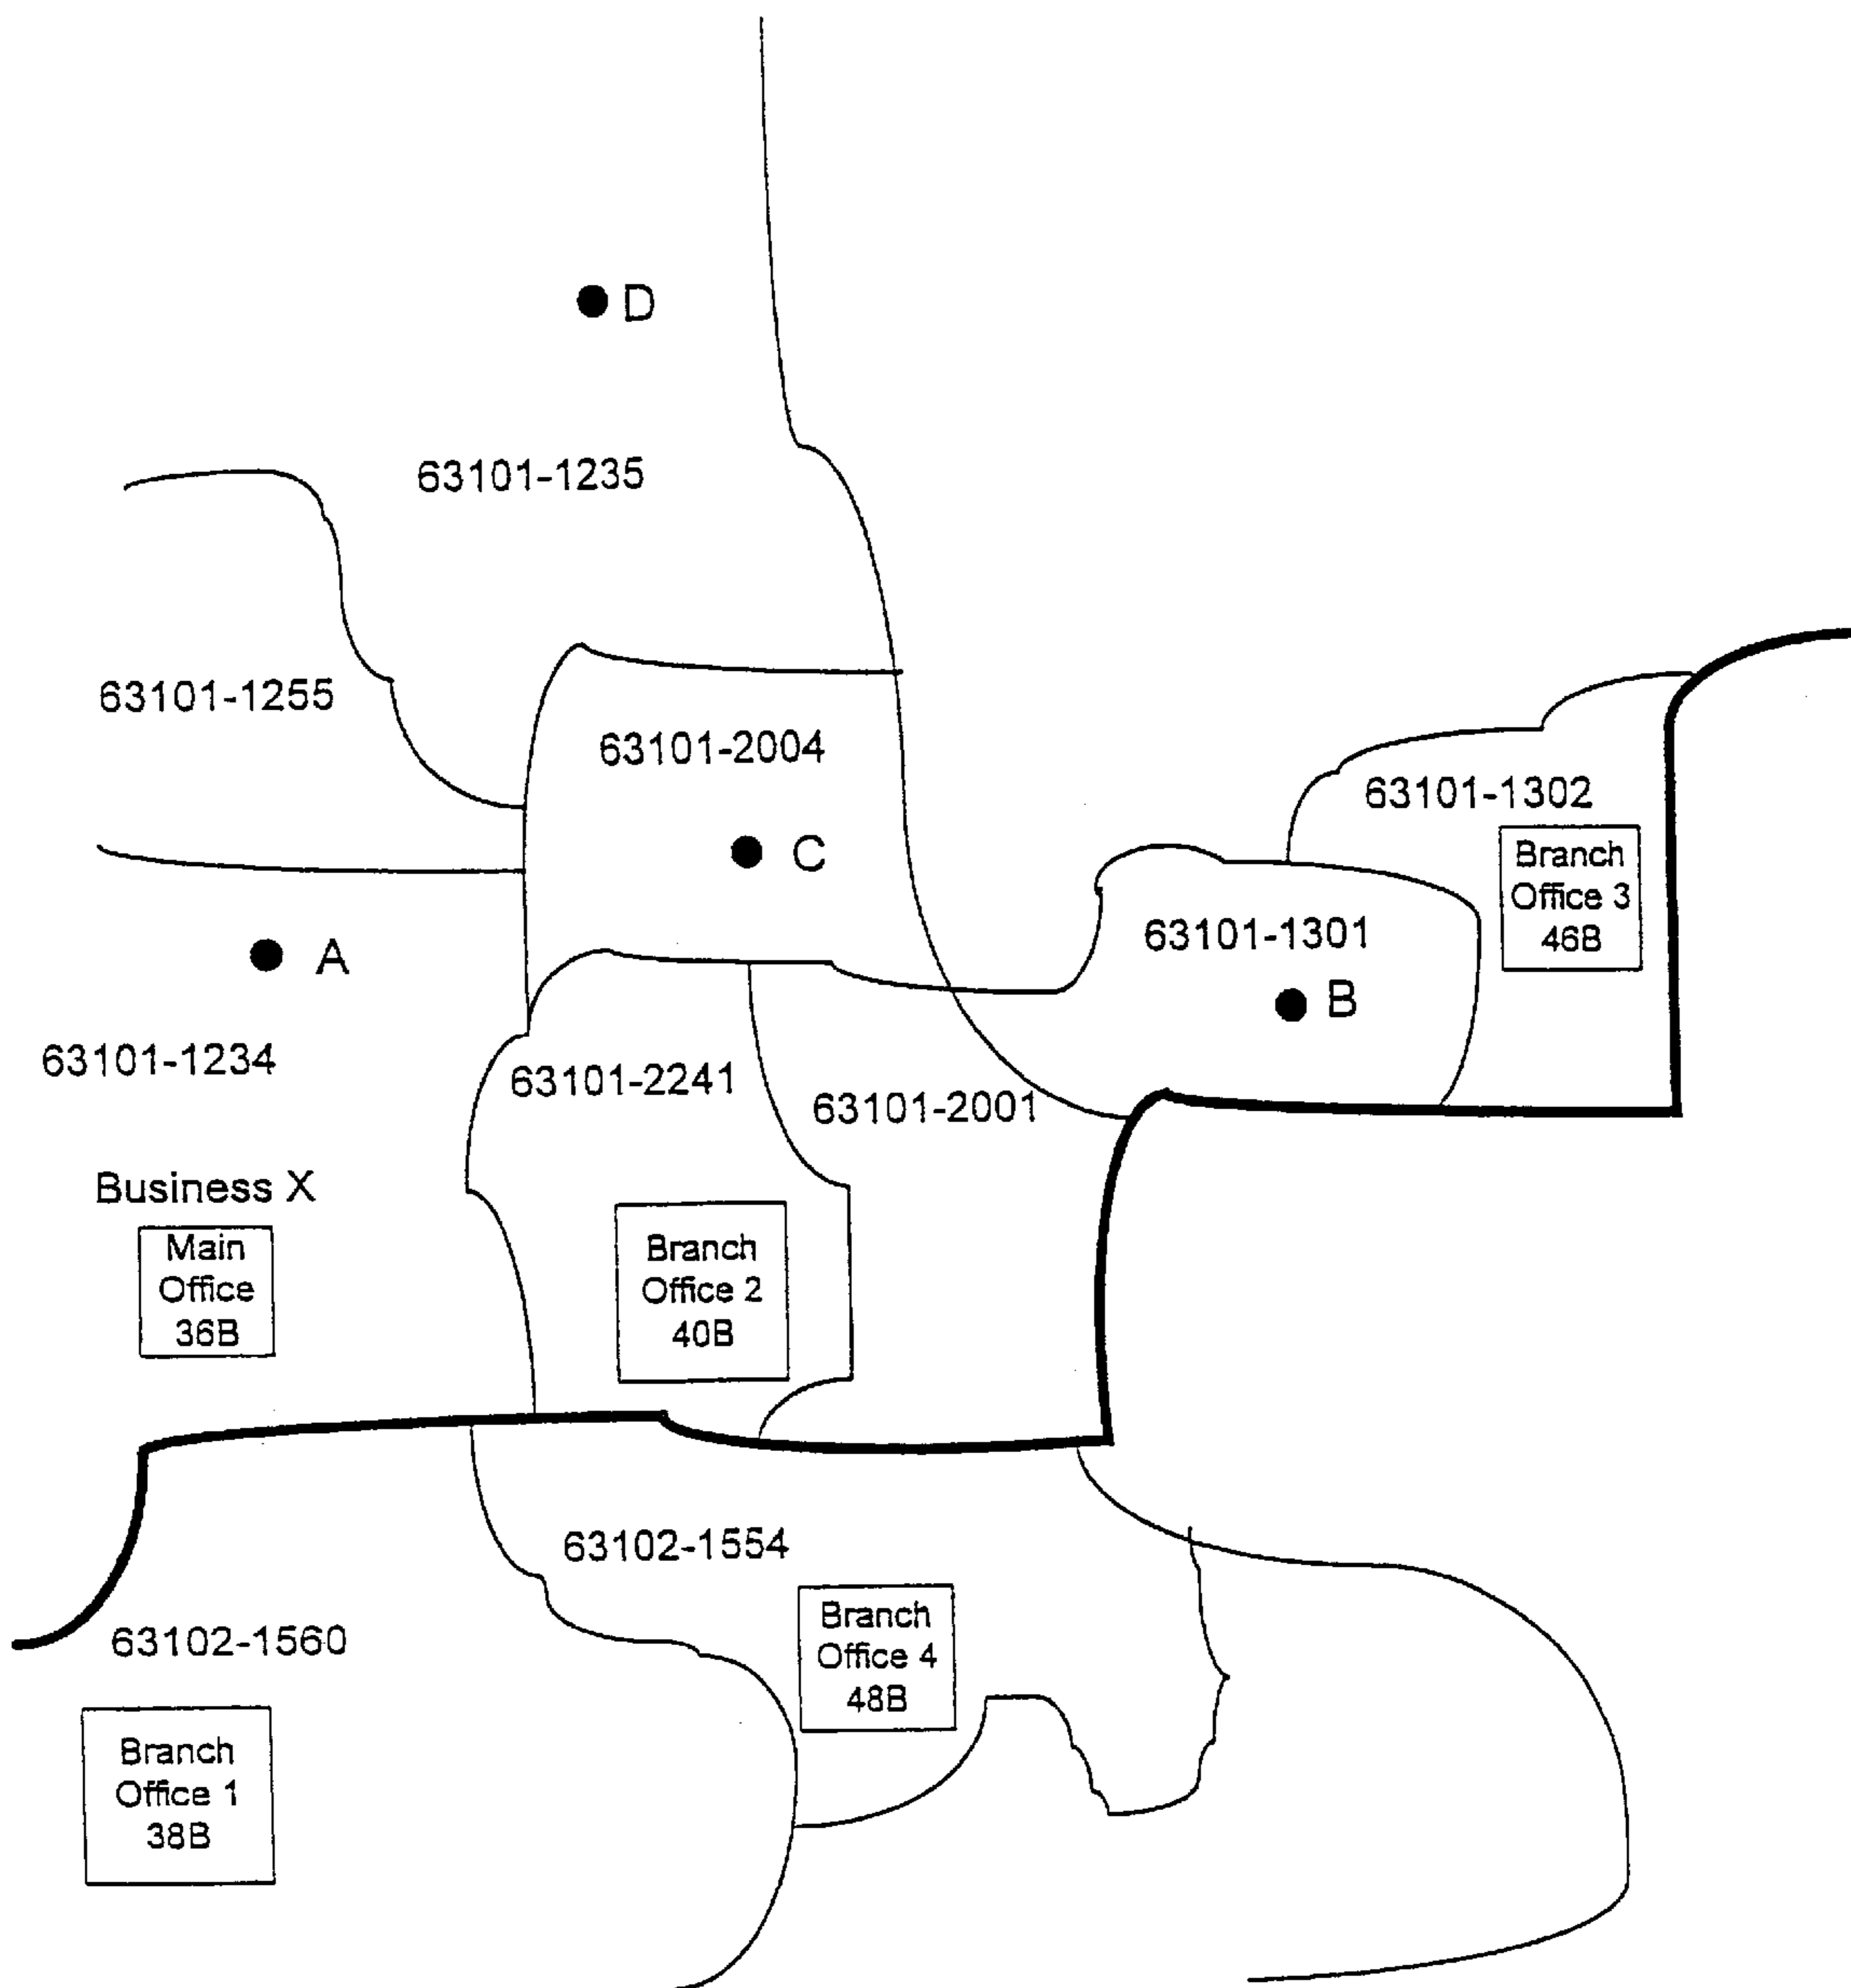 D
63101-1235
63101-1255
63101-2004
63101-1302
C
Branch
Office 3
46B
63101-1301
A
B
63101-1234
63101-2241
63101-2001
Business X
Main
Office
36B
Branch
Office 2
40B
63102-1554
63102-1560
Branch
Office 4
48B
Branch
Office 1
38B